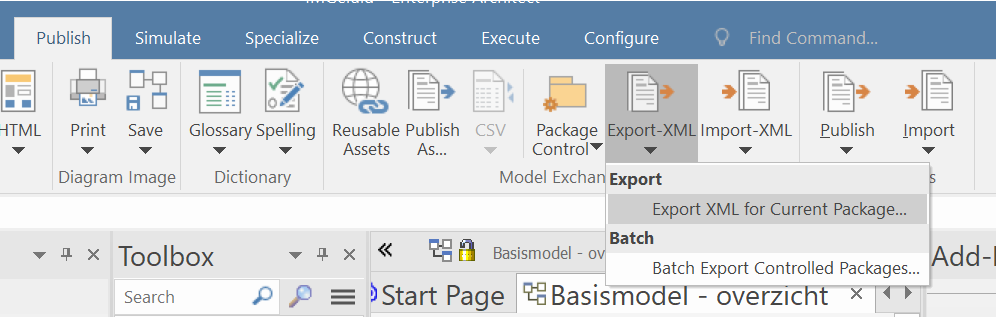 Enterprise Architect
Publish Simulate Specialize Construct Execute Configure Find Command...
HTML Print Save Glossary Spelling Reusable Assets Publish As... CSV Package Control Export-XML Import-XML Publish Import
Diagram Image Dictionary Model Exchan s
Export
Export XML for Current Package...
Batch
Batch Export Controlled Packages...
Toolbox Basismodel - ov Add-
Search Start Page Basismodel - overzicht